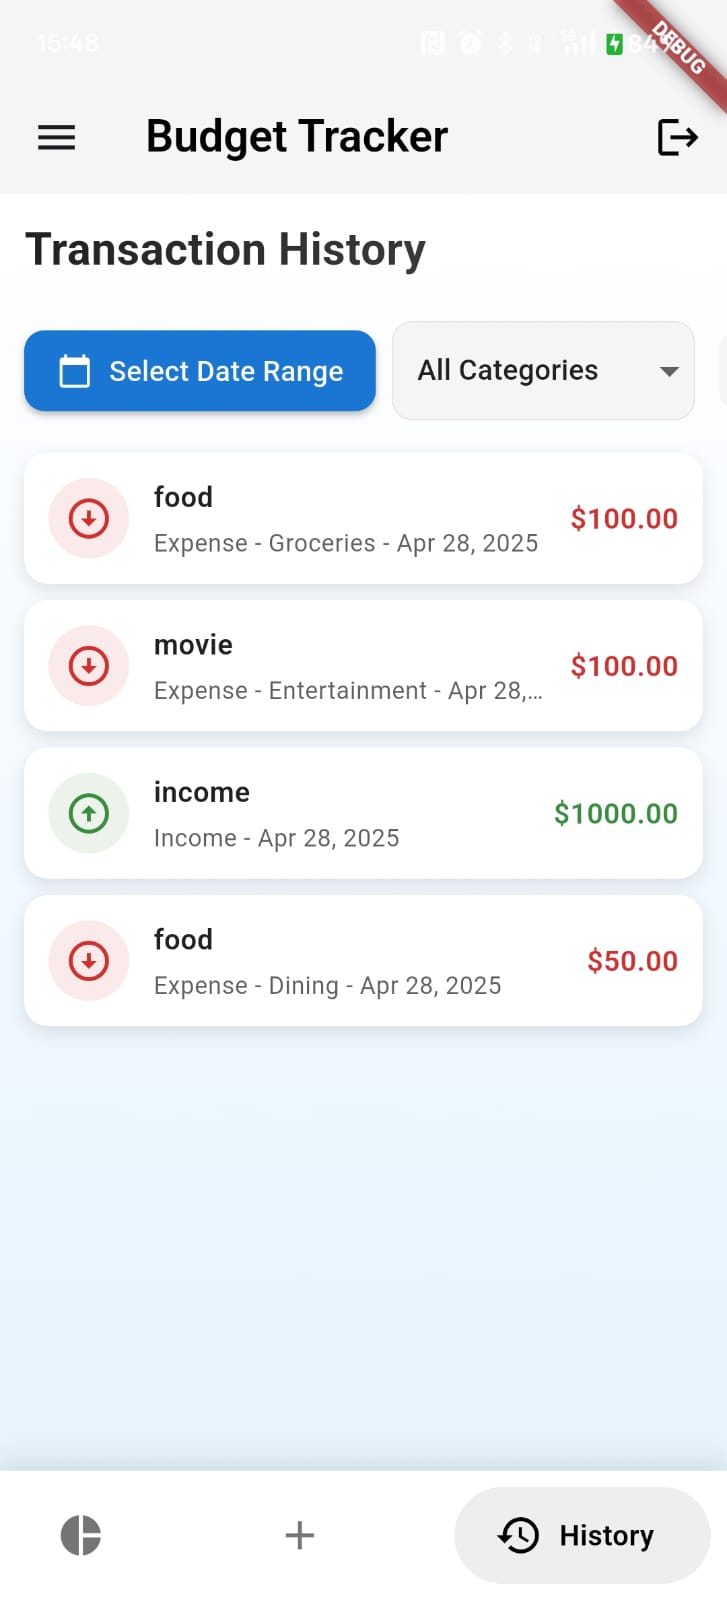 15:48
5G
84%
DEBUG
Budget Tracker
Transaction History
Select Date Range
All Categories
food
Expense - Groceries - Apr 28, 2025
$100.00
movie
Expense - Entertainment - Apr 28,...
$100.00
income
Income - Apr 28, 2025
$1000.00
food
Expense - Dining - Apr 28, 2025
$50.00
History